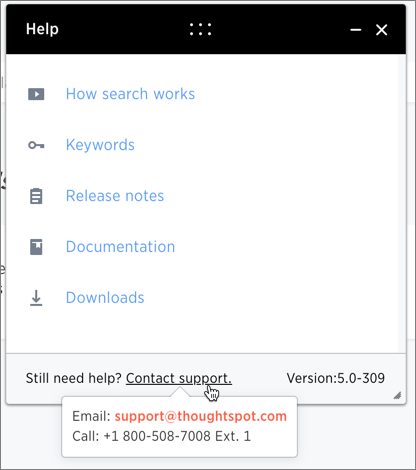 Help
How search works
Keywords
Release notes
Documentation
Downloads
Still need help? Contact support. Version:5.0-309
Email: support@thoughtspot.com
Call: +1 800-508-7008 Ext. 1